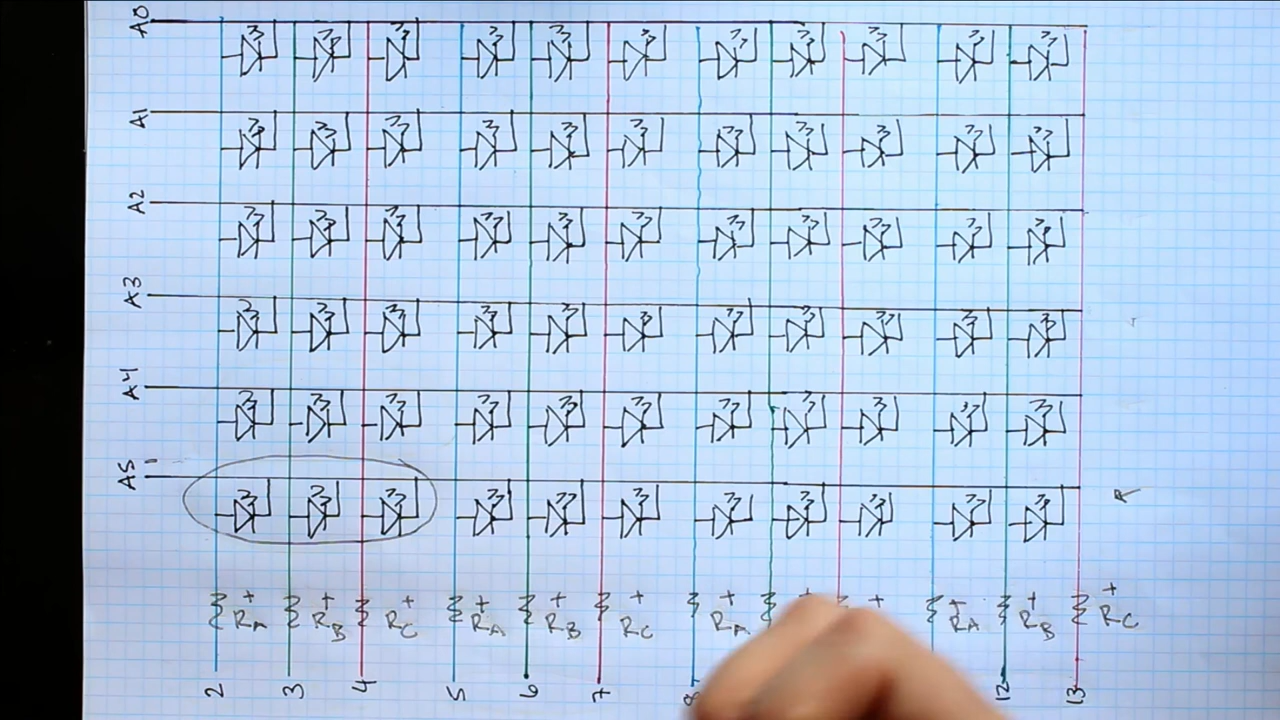 A0
A1
A2
A3
A4
A5
+ + + + + + + + + + +
RA RB RC RA RB RC RA RA RB RC
R
2 3 4 5 6 7 12 13